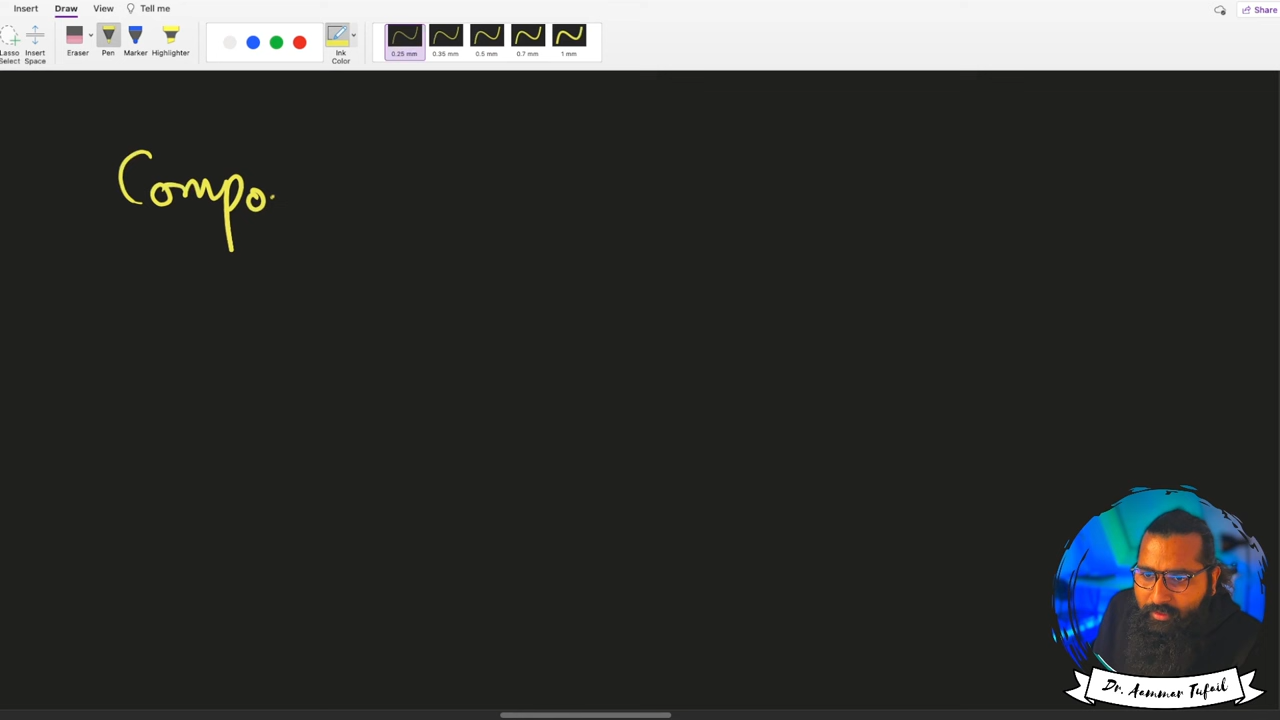 Insert Draw View Tell me Share
Lasso Select Insert Space Eraser Pen Marker Highlighter Ink Color 0.25 mm 0.35 mm 0.5 mm 0.7 mm 1 mm
Compo
Dr. Aammar Tufail